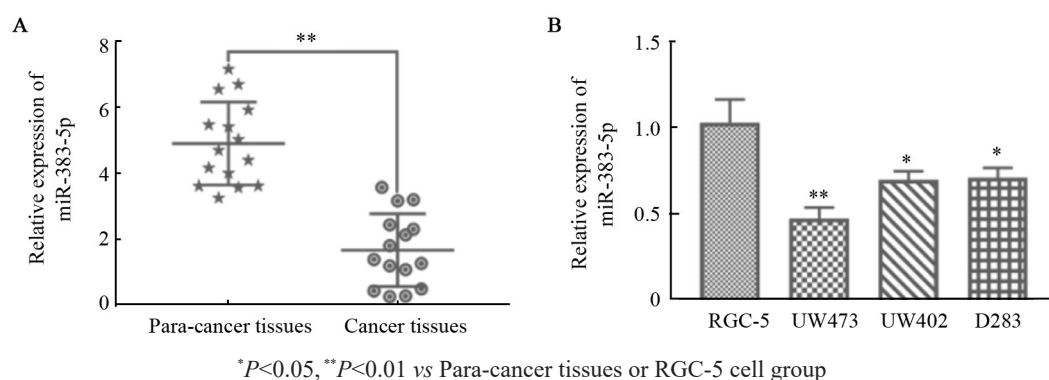 A
Relative expression of
miR-383-5p
8
6
4
2
0
**
Para-cancer tissues
Cancer tissues
B
Relative expression of
miR-383-5p
1.5
1.0
0.5
0
**
*
*
RGC-5
UW473
UW402
D283
*P<0.05, **P<0.01 vs Para-cancer tissues or RGC-5 cell group